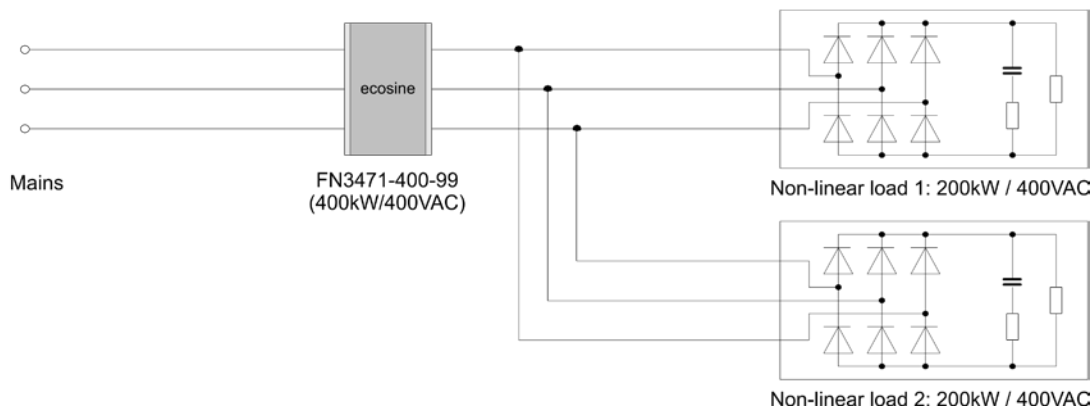 ecosine
Mains
FN3471-400-99
(400kW/400VAC)
Non-linear load 1: 200kW / 400VAC
Non-linear load 2: 200kW / 400VAC